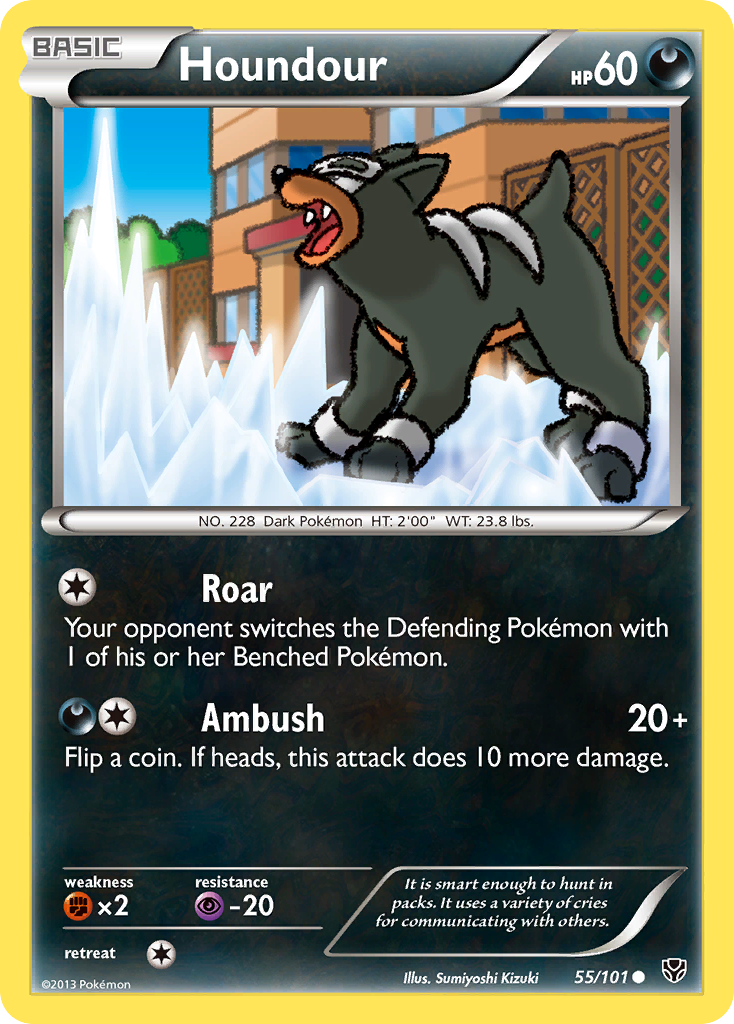 BASIC
Houndour
HP60
NO. 228 Dark Pokémon HT: 2'00" WT: 23.8 lbs.
Roar
Your opponent switches the Defending Pokémon with
1 of his or her Benched Pokémon.
Ambush 20+
Flip a coin. If heads, this attack does 10 more damage.
weakness resistance
×2 -20
It is smart enough to hunt in
packs. It uses a variety of cries
for communicating with others.
retreat
©2013 Pokémon
Illus. Sumiyoshi Kizuki
55/101